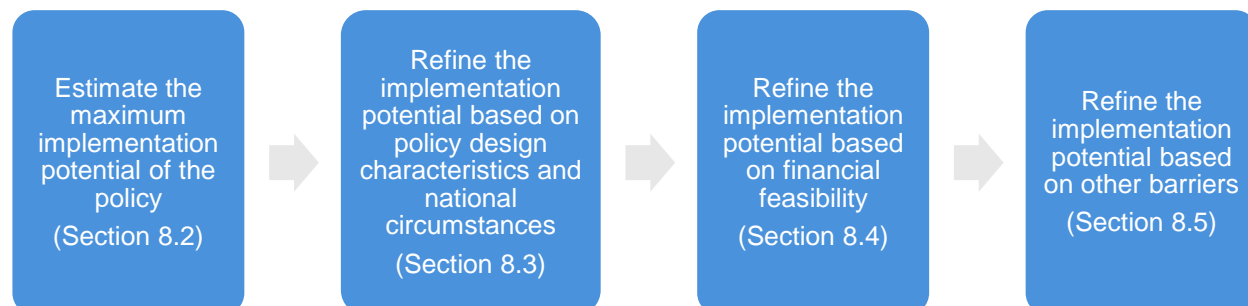 Estimate the
maximum
implementation
potential of the
policy
(Section 8.2)
Refine the
implementation
potential based on
policy design
characteristics and
national
circumstances
(Section 8.3)
Refine the
implementation
potential based
on financial
feasibility
(Section 8.4)
Refine the
implementation
potential based
on other barriers
(Section 8.5)